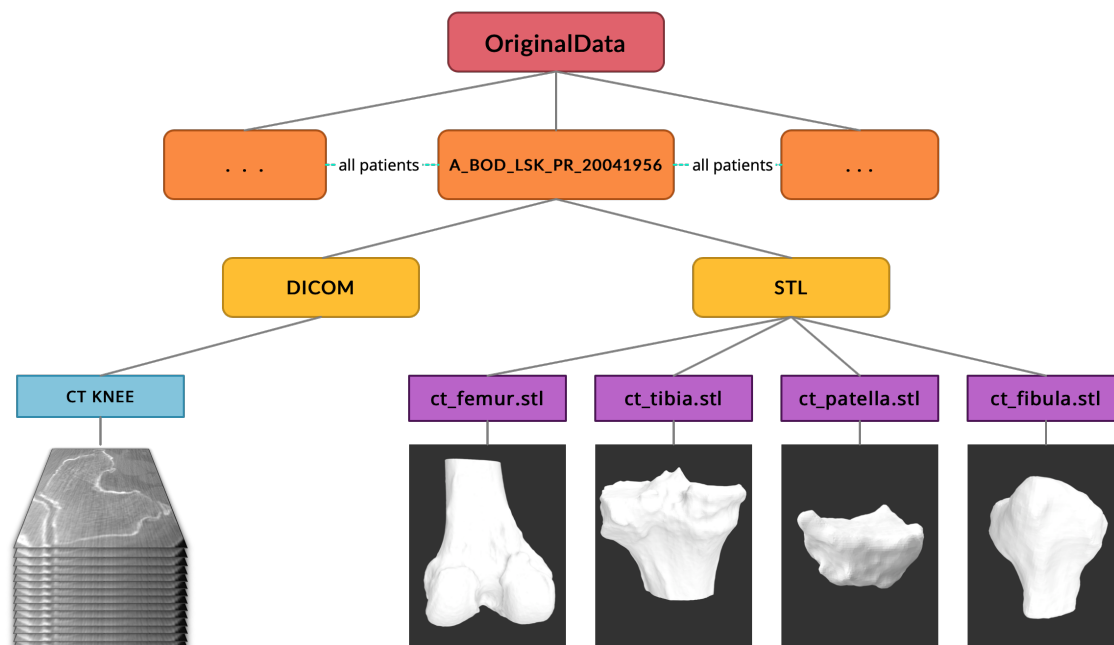 OriginalData
. . .
all patients
A_BOD_LSK_PR_20041956
all patients
...
DICOM
STL
CT KNEE
ct_femur.stl
ct_tibia.stl
ct_patella.stl
ct_fibula.stl